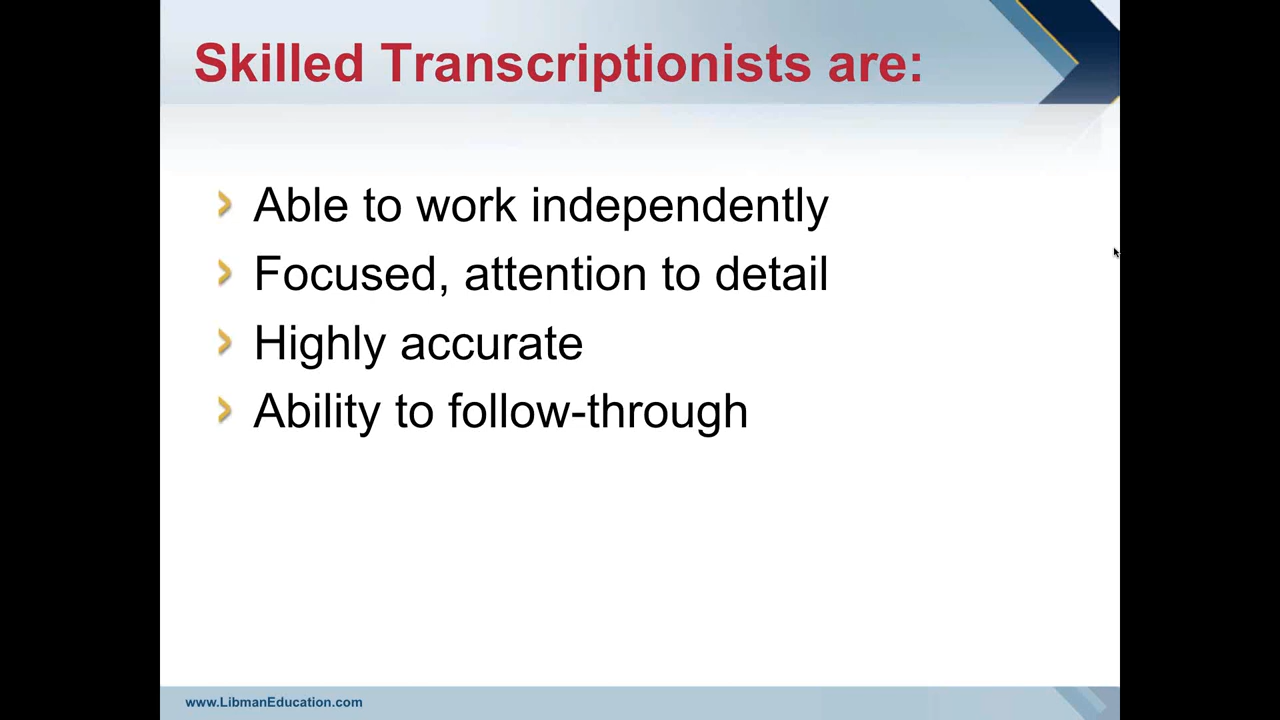 Skilled Transcriptionists are:
Able to work independently
Focused, attention to detail
Highly accurate
Ability to follow-through
www.LibmanEducation.com